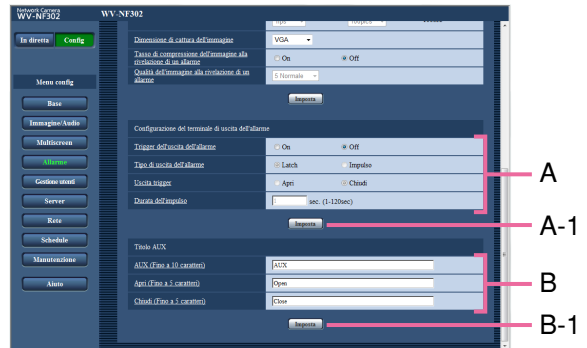 Network Camera
WV-NF302
WV-NF302
In diretta Config
Dimensione di cattura dell'immagine VGA
Tasso di compressione dell'immagine alla
rivelazione di un allarme On Off
Qualità dell'immagine alla rivelazione di un
allarme 5 Normale
Menu config
Imposta
Base
Immagine/Audio
Configurazione del terminale di uscita dell'allarme
Multiscreen
Trigger dell'uscita dell'allarme On Off
Allarme
Tipo di uscita dell'allarme Latch Impulso
A
Gestione utenti
Uscita trigger Apri Chiudi
Server
Durata dell'impulso 1 sec. (1-120sec)
Rete
Imposta
A-1
Schedule
Titolo AUX
Manutenzione
AUX (Fino a 10 caratteri) AUX
Aiuto
Apri (Fino a 5 caratteri) Open
B
Chiudi (Fino a 5 caratteri) Close
Imposta
B-1